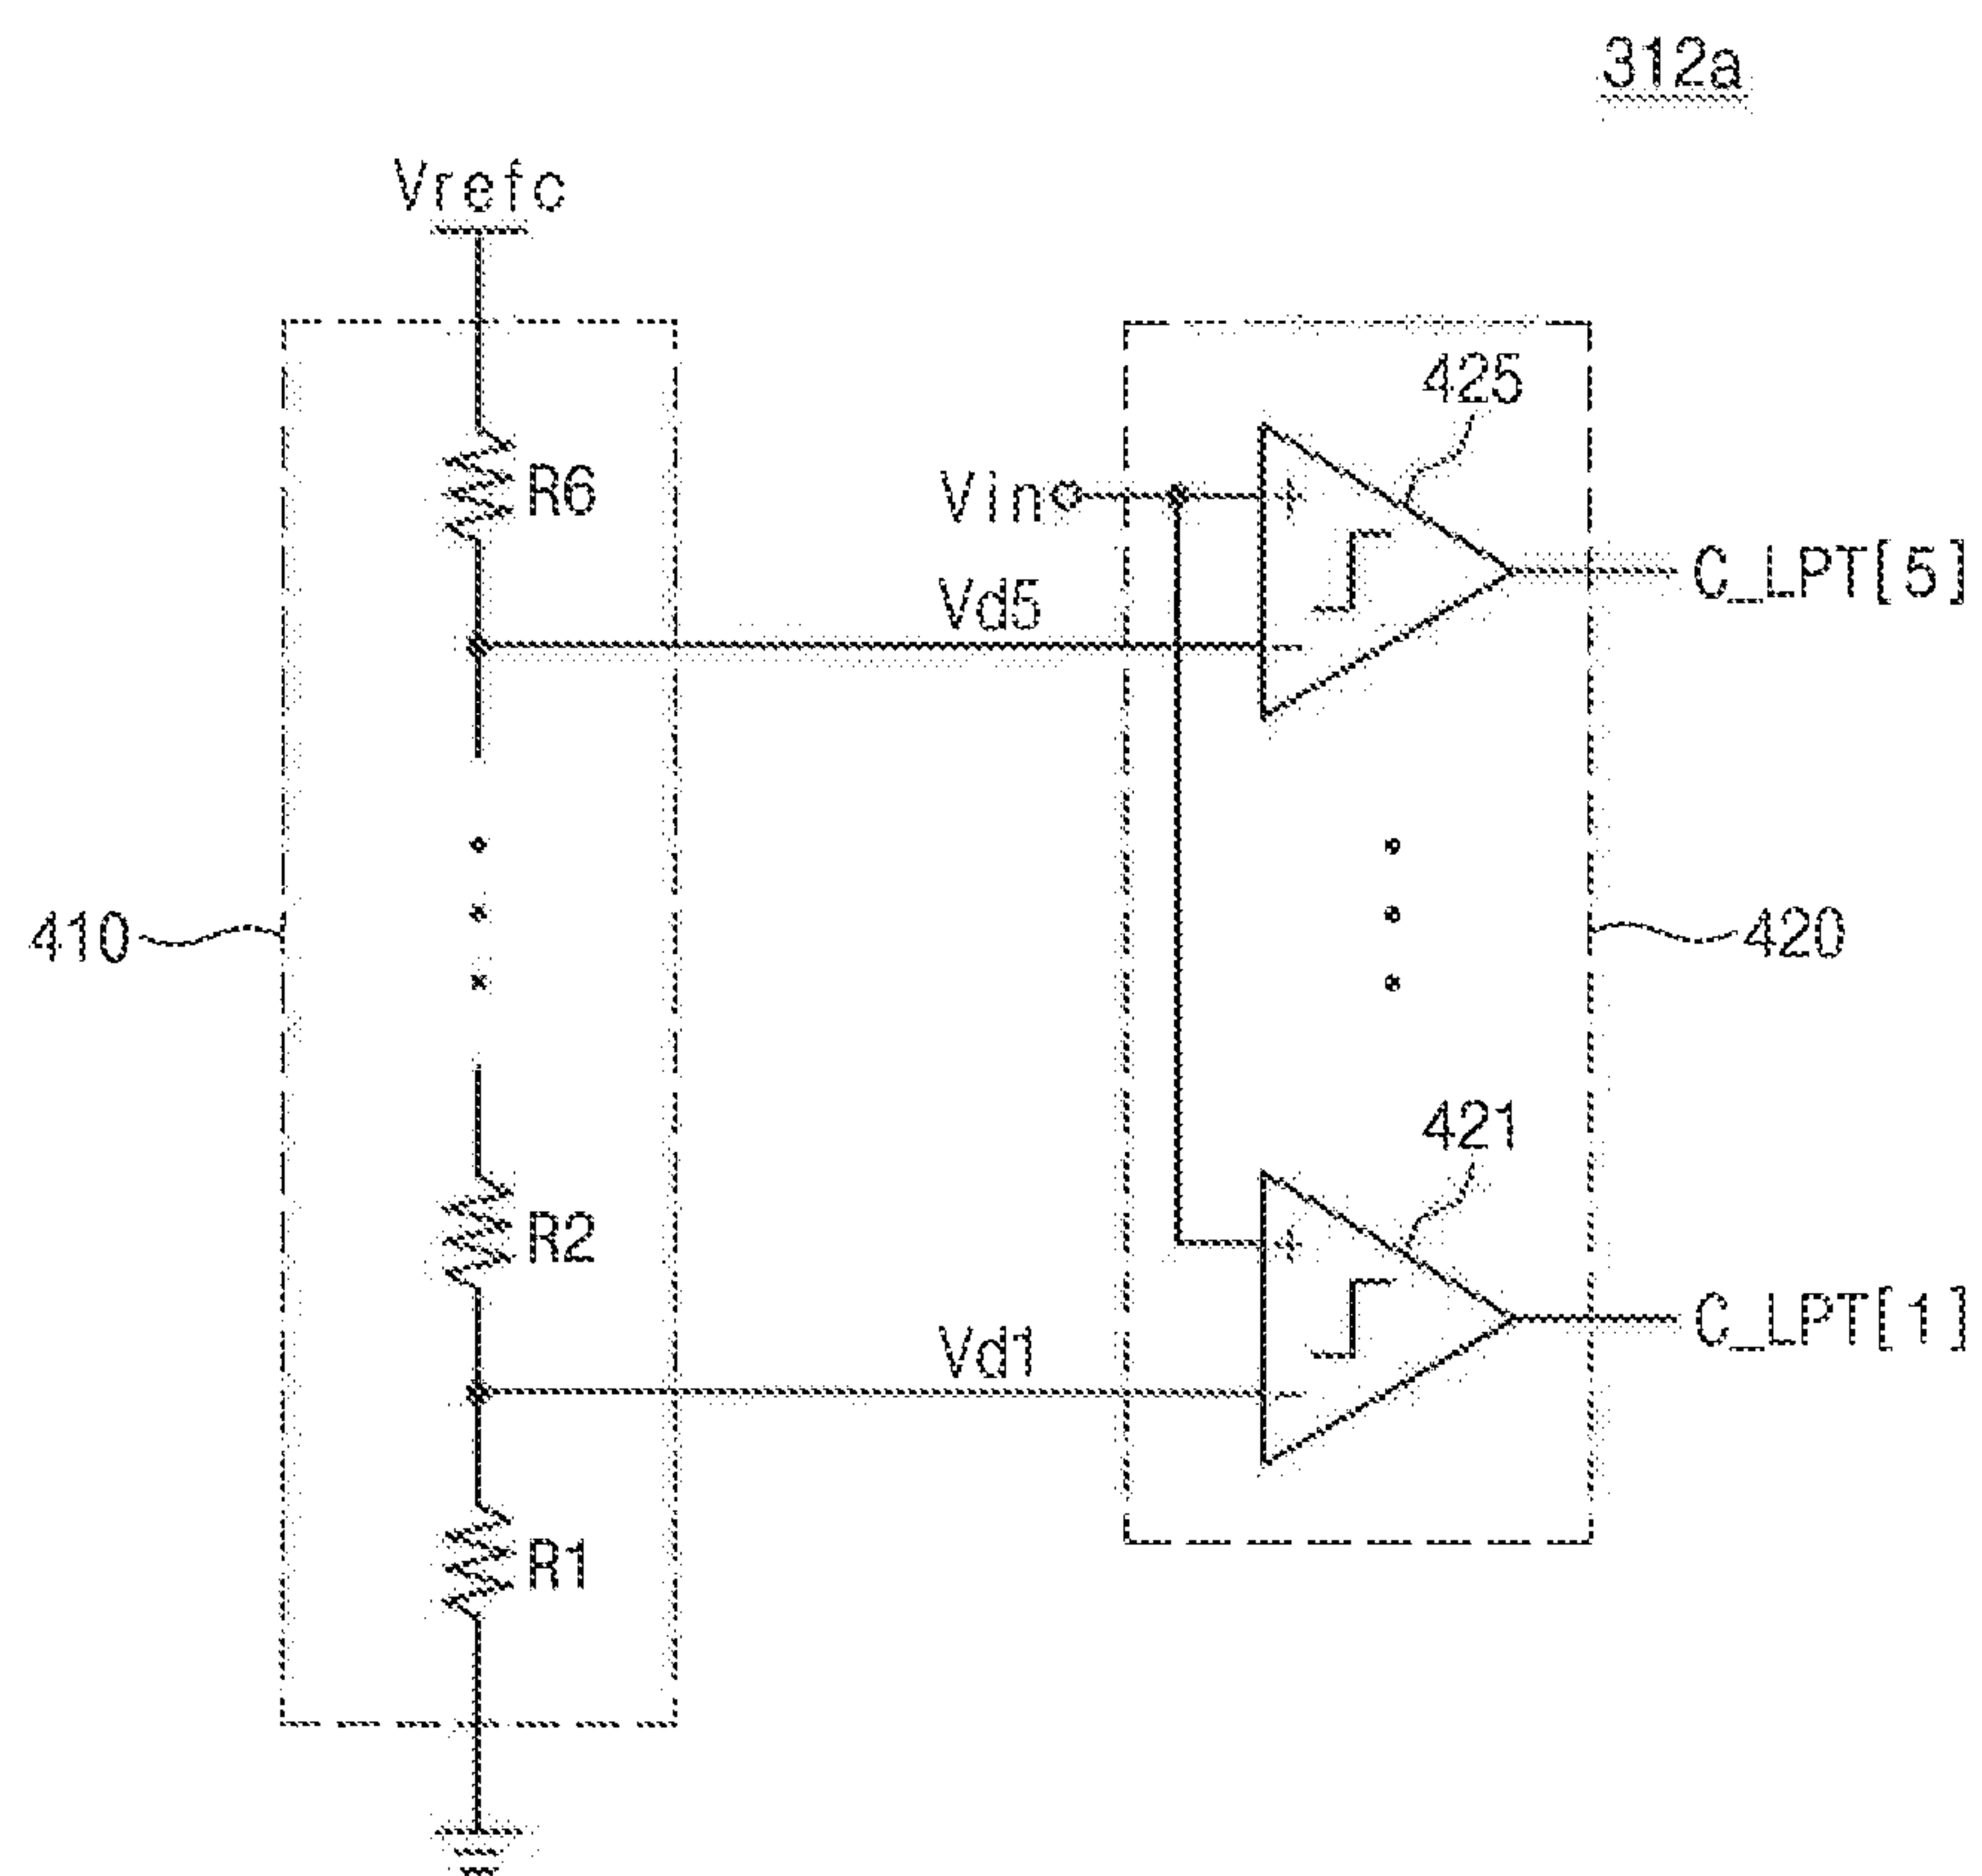 312a
Vrefc
425
R6
Vin
Vd5
C_LPT[5]
410
420
421
R2
Vd1
C_LPT[1]
R1